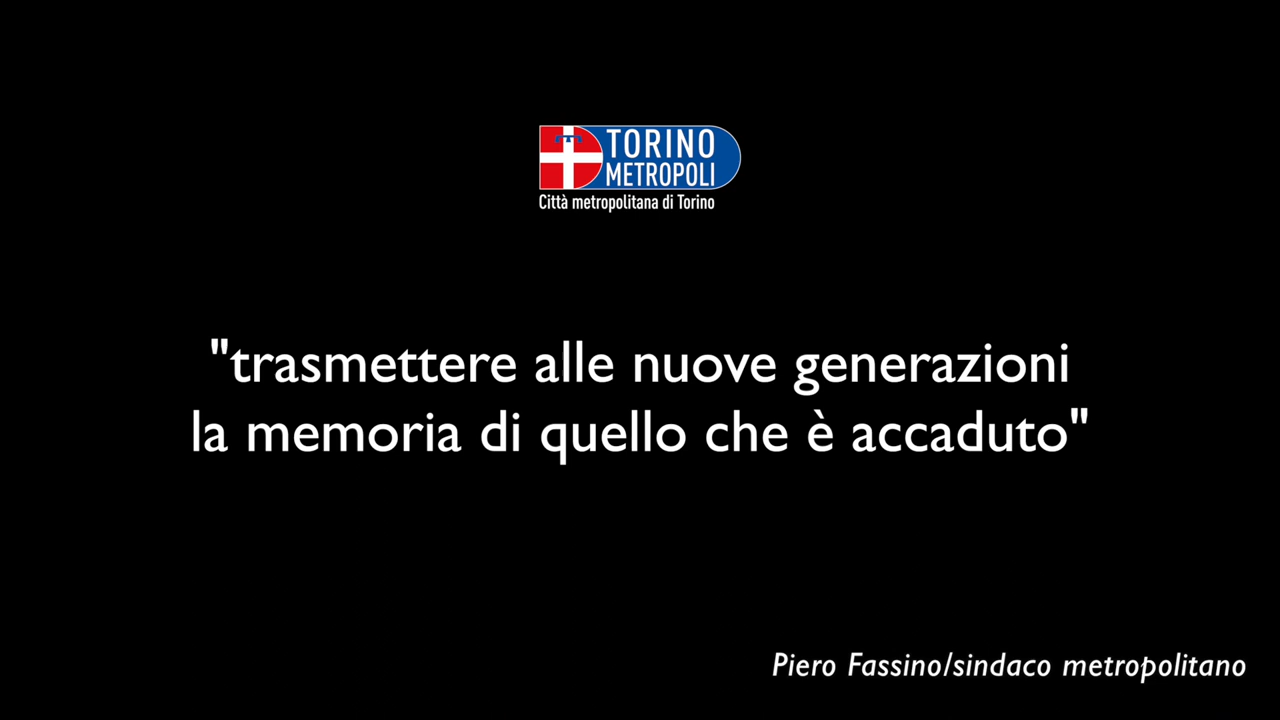 TORINO
METROPOLI
Città metropolitana di Torino
"trasmettere alle nuove generazioni
la memoria di quello che è accaduto"
Piero Fassino/sindaco metropolitano